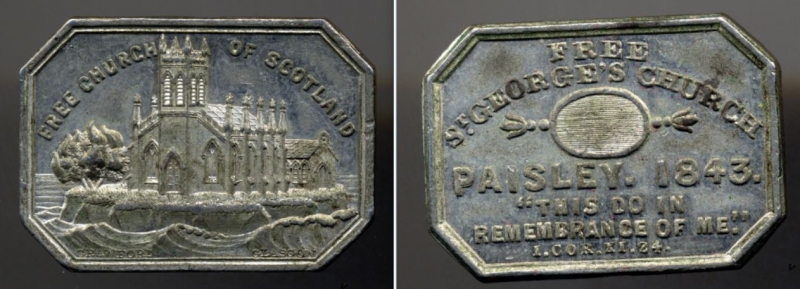 FREE CHURCH OF SCOTLAND
GLASGOW
FREE
ST GEORGE'S CHURCH
PAISLEY. 1843.
"THIS DO IN
REMEMBRANCE OF ME."
1.COR.XI.24.